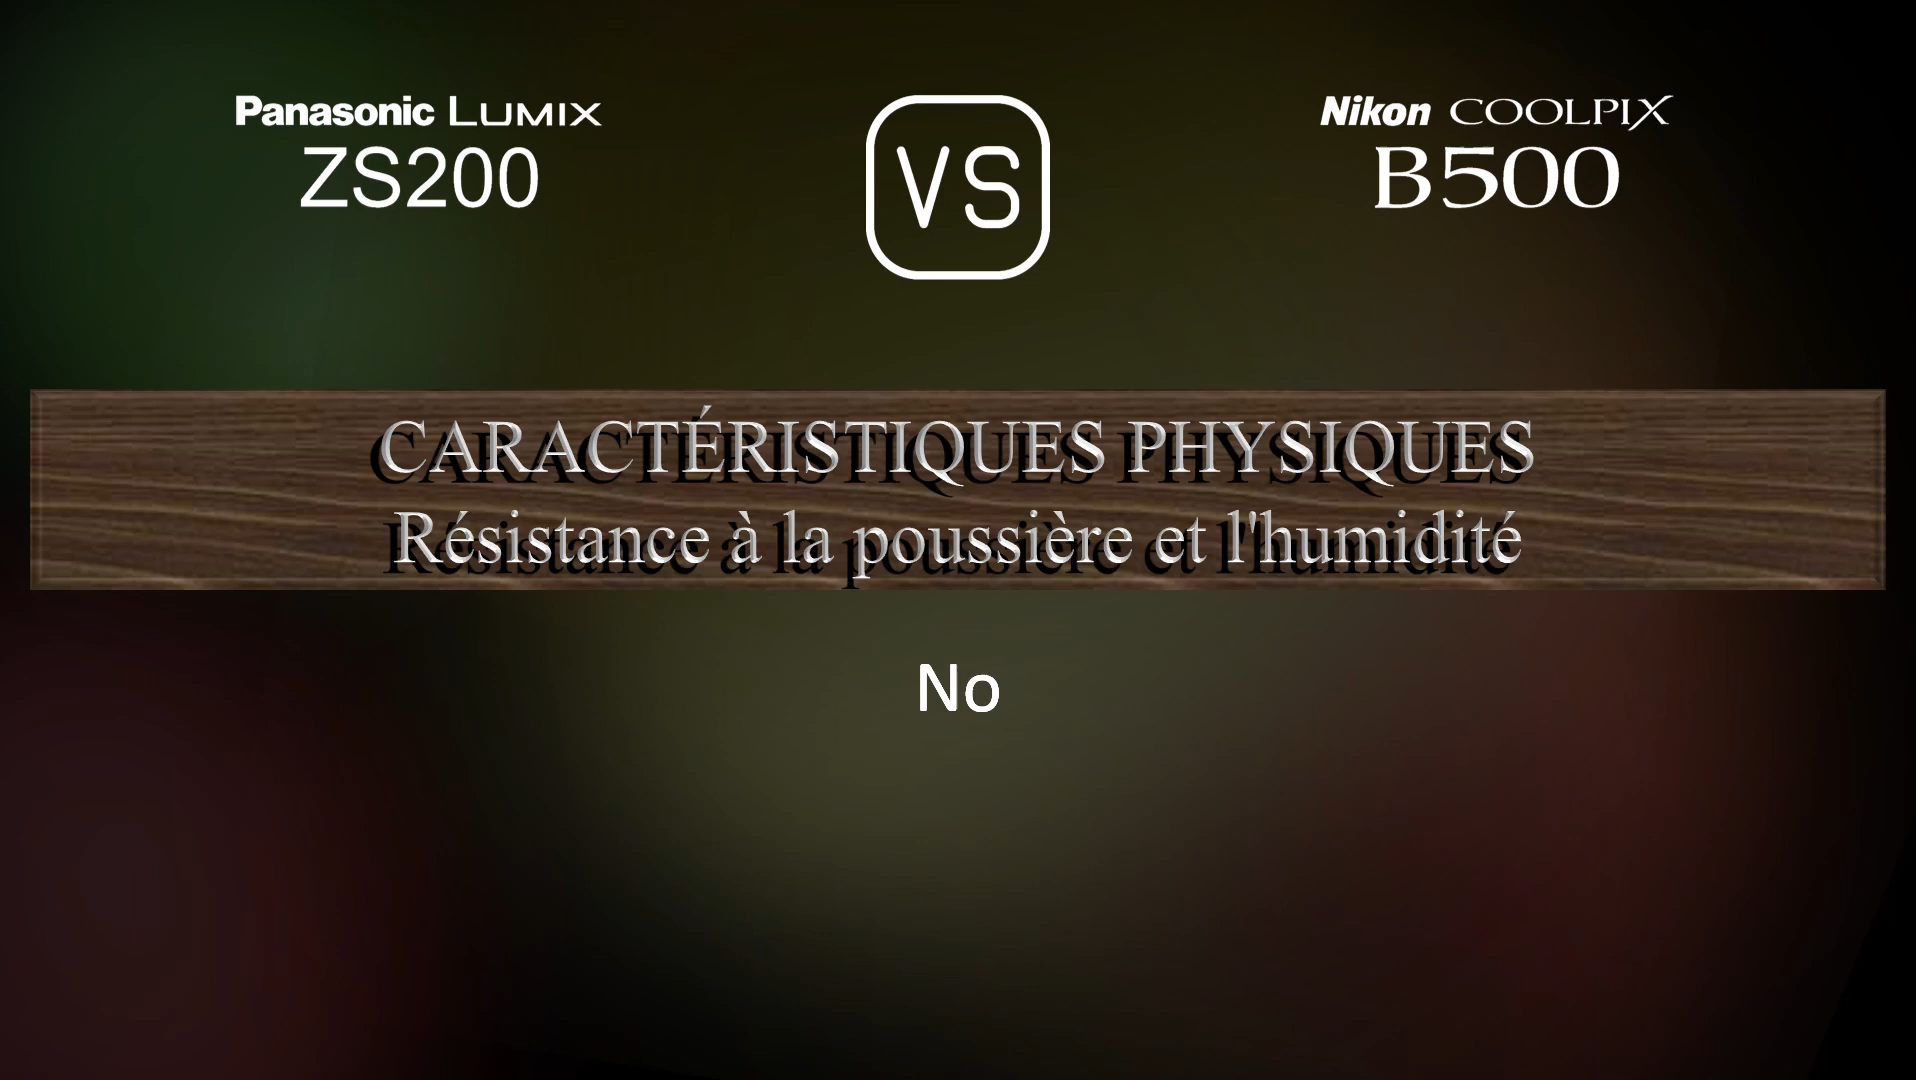 Panasonic LUMIX
ZS200
VS
Nikon COOLPIX
B500
CARACTÉRISTIQUES PHYSIQUES
Résistance à la poussière et l'humidité
No